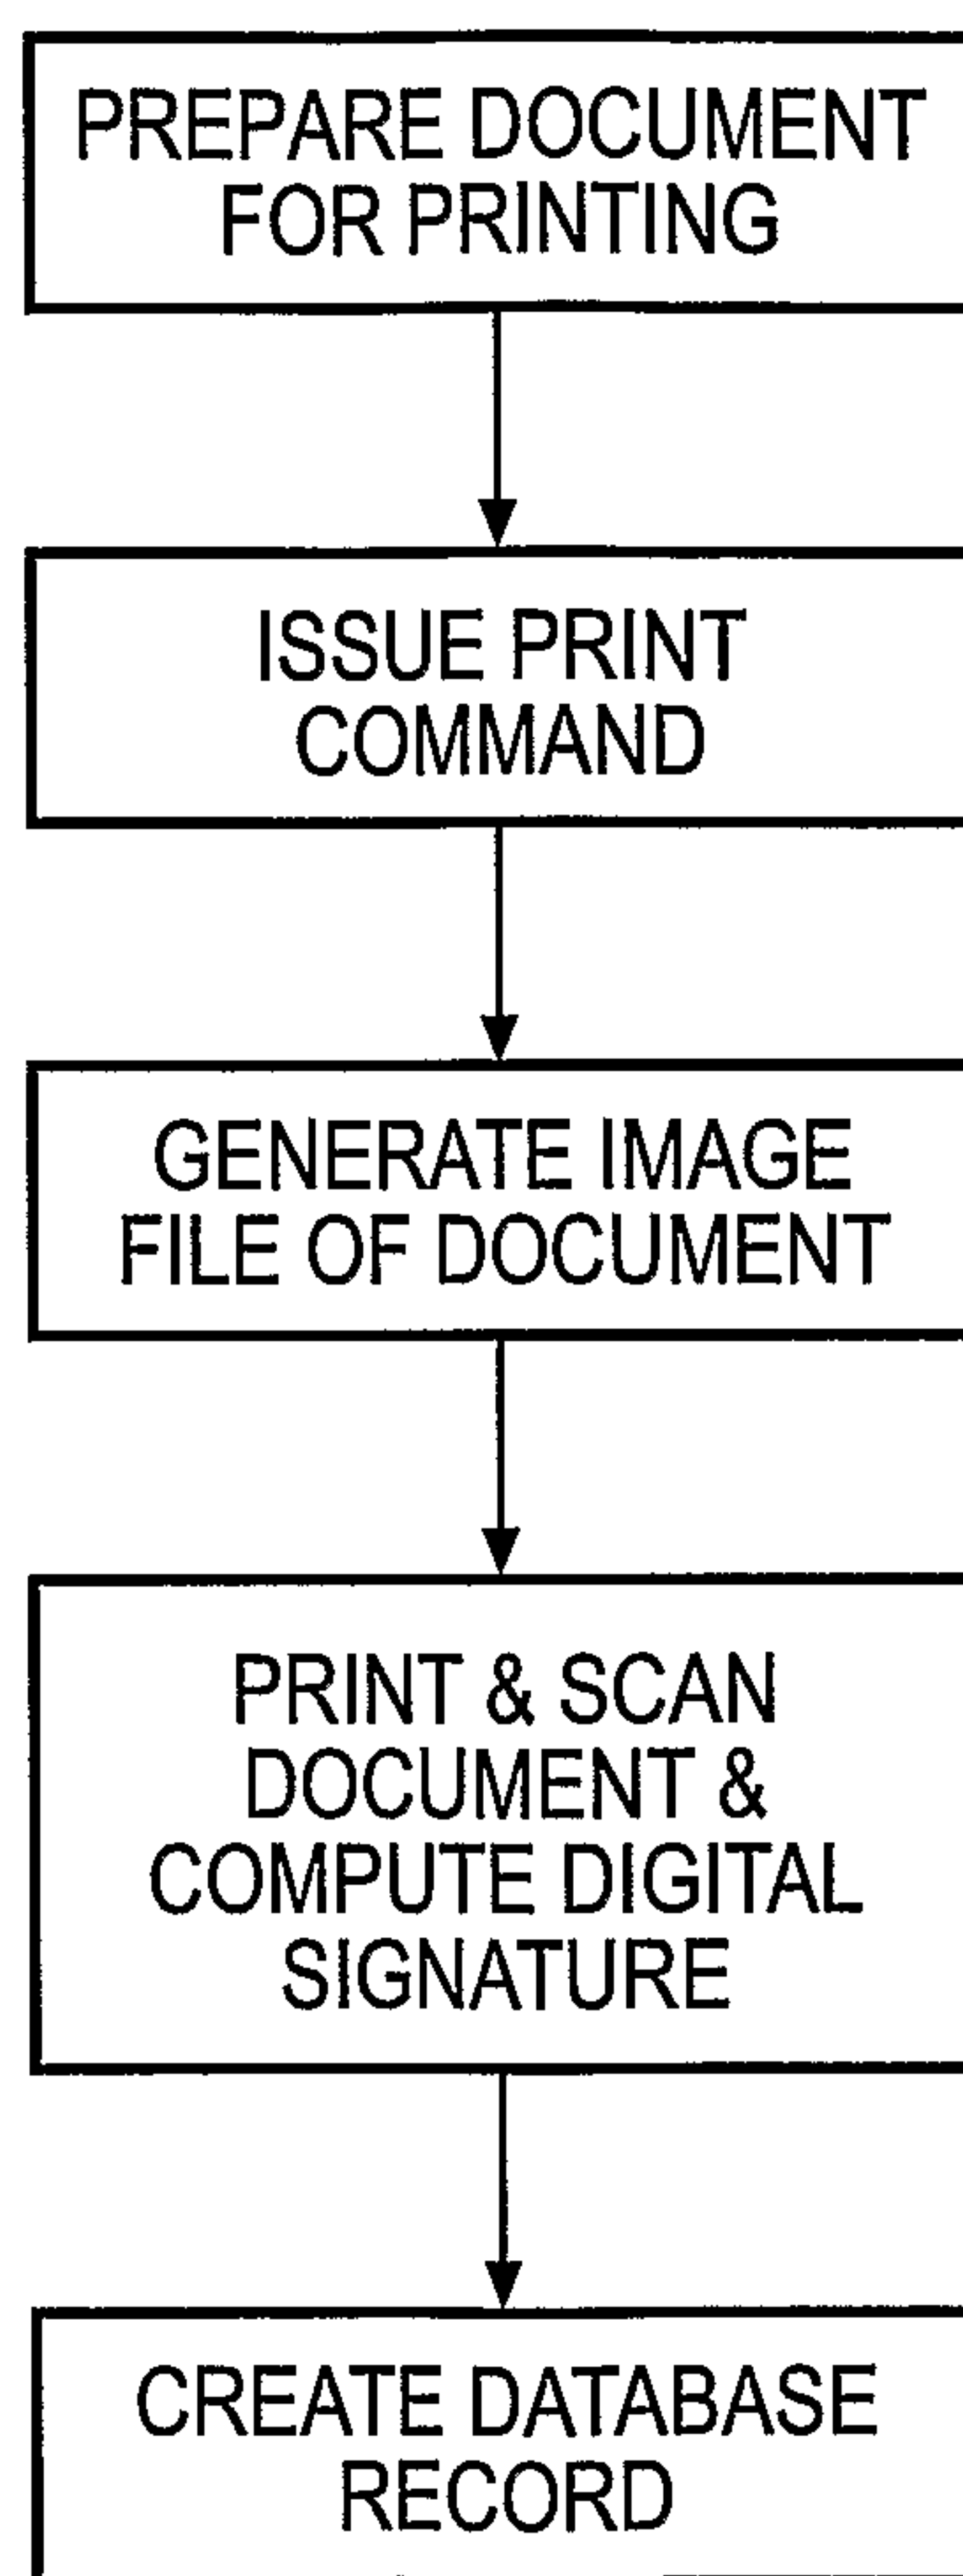 PREPARE DOCUMENT
FOR PRINTING
ISSUE PRINT
COMMAND
GENERATE IMAGE
FILE OF DOCUMENT
PRINT & SCAN
DOCUMENT &
COMPUTE DIGITAL
SIGNATURE
CREATE DATABASE
RECORD